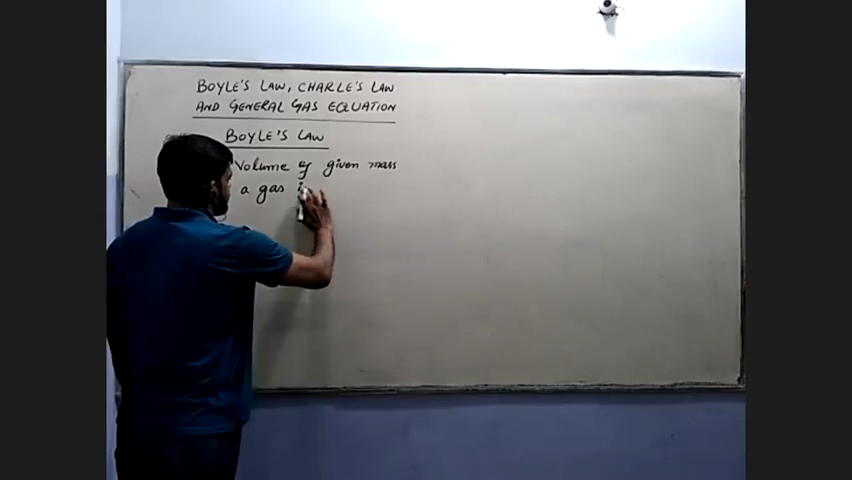 BOYLE'S LAW, CHARLE'S LAW
AND GENERAL GAS EQUATION
BOYLE'S LAW
Volume of given mass
a gas i